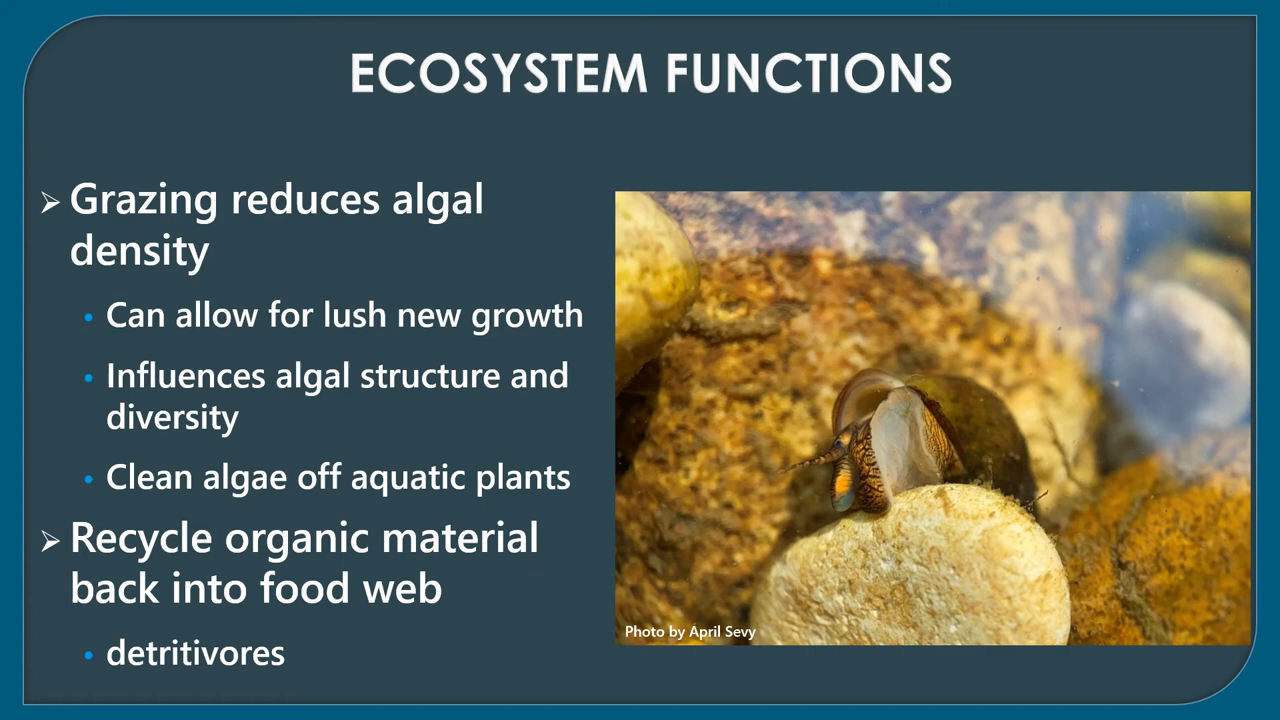 ECOSYSTEM FUNCTIONS
Grazing reduces algal
density
Can allow for lush new growth
Influences algal structure and
diversity
Clean algae off aquatic plants
Recycle organic material
back into food web
detritivores
Photo by April Sevy